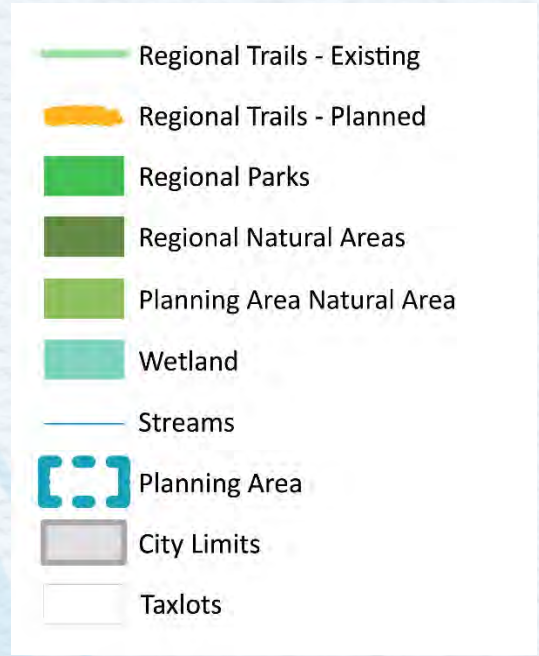 Regional Trails - Existing
Regional Trails - Planned
Regional Parks
Regional Natural Areas
Planning Area Natural Area
Wetland
Streams
Planning Area
City Limits
Taxlots